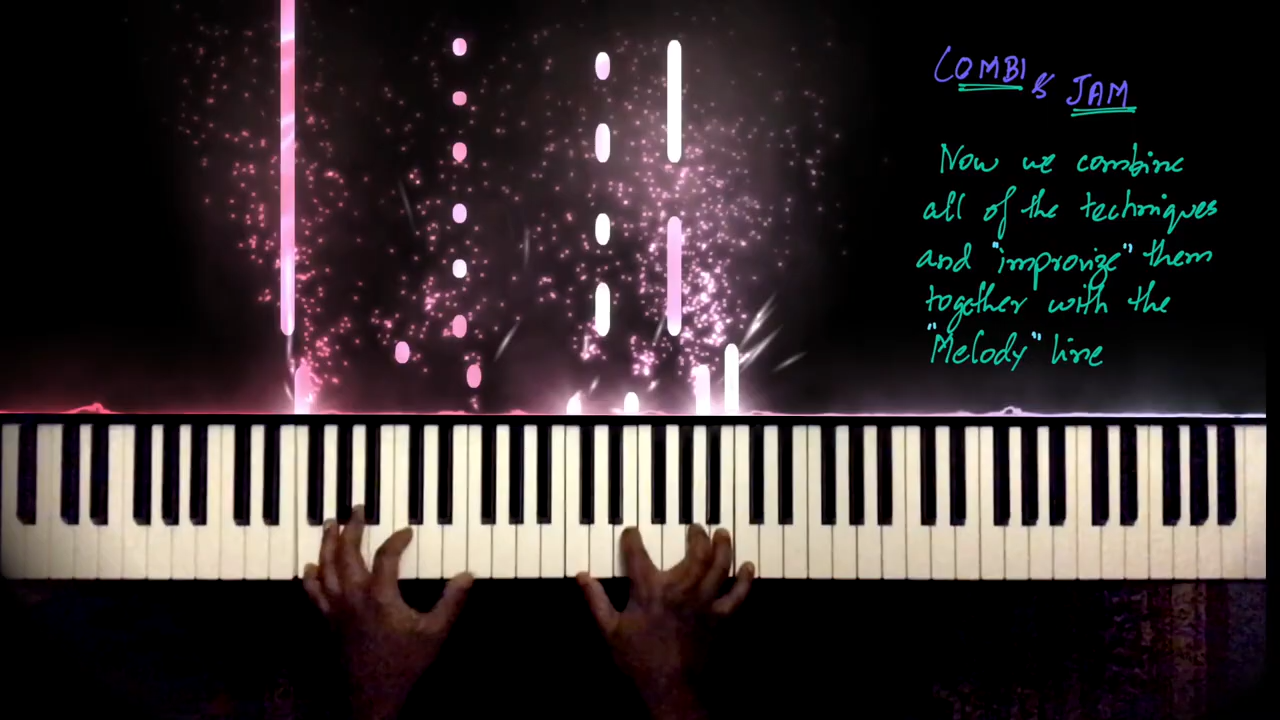 COMBI & JAM
Now we combine
all of the techniques
and "improvize" them
together with the
"Melody" line